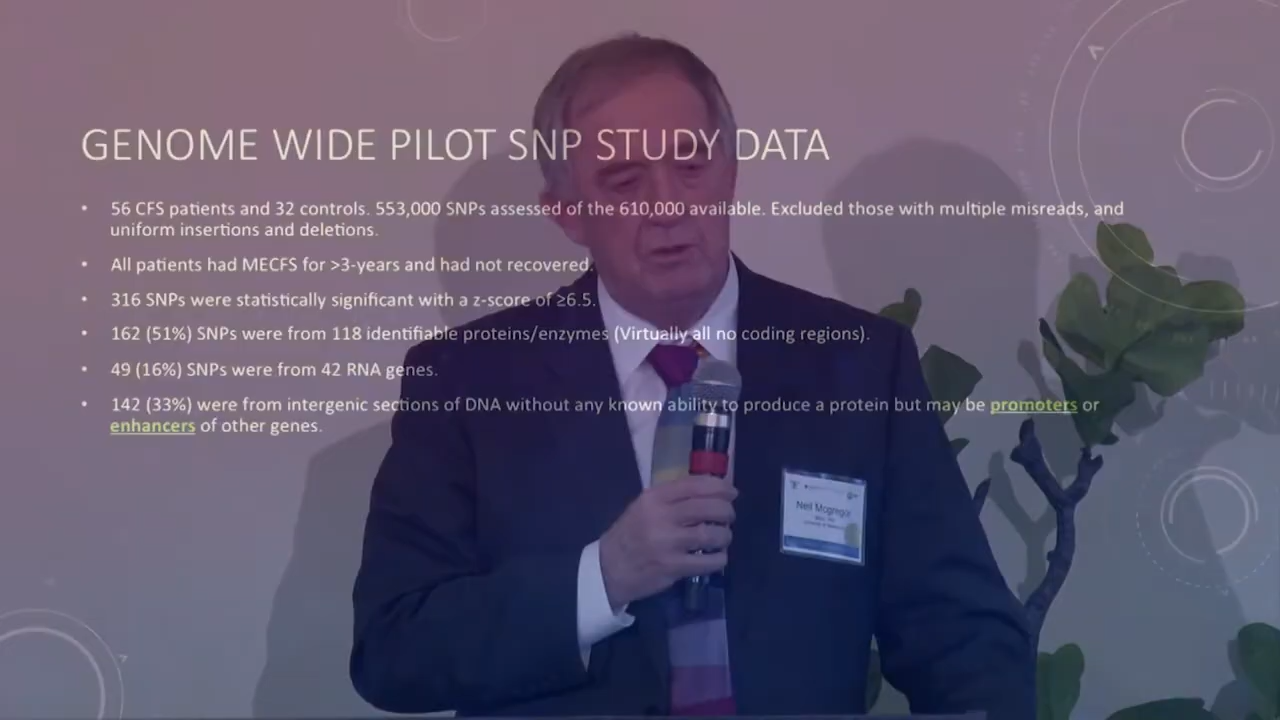 GENOME WIDE PILOT SNP STUDY DATA
• 56 CFS patients and 32 controls. 553,000 SNPs assessed of the 610,000 available. Excluded those with multiple misreads, and
uniform insertions and deletions.
• All patients had MECFS for >3-years and had not recovered.
• 316 SNPs were statistically significant with a z-score of ≥6.5.
• 162 (51%) SNPs were from 118 identifiable proteins/enzymes (Virtually all no coding regions).
• 49 (16%) SNPs were from 42 RNA genes.
• 142 (33%) were from intergenic sections of DNA without any known ability to produce a protein but may be promoters or
enhancers of other genes.
Neil Mcgregor